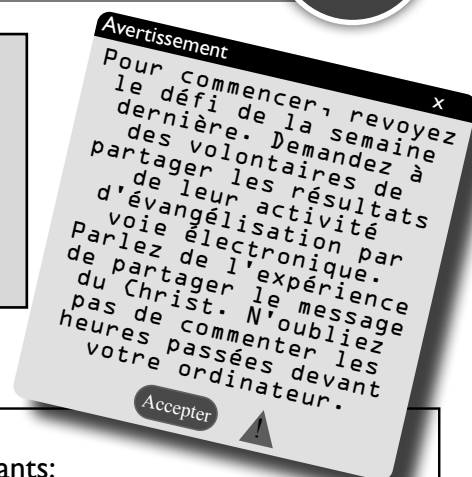 Avertissement
x
Pour commencer, revoyez
le défi de la semaine
dernière. Demandez à
des volontaires de
partager les résultats
de leur activité
d'évangélisation par
voie électronique.
Parlez de l'expérience
de partager le message
du Christ. N'oubliez
pas de commenter les
heures passées devant
votre ordinateur.
Accepter
!
ants: